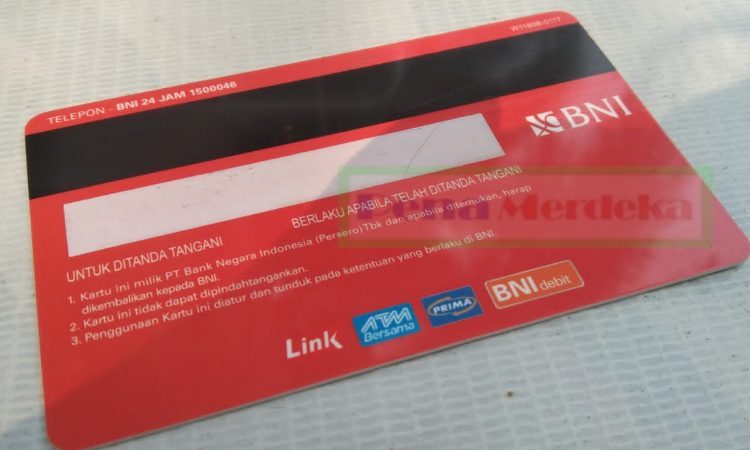 TELEPON - BNI 24 JAM 1500046
W1160B-0117
BNI
UNTUK DITANDA TANGANI
BERLAKU APABILA TELAH DITANDA TANGANI
Pena Merdeka
1. Kartu ini milik PT Bank Negara Indonesia (Persero) Tbk dan apabila ditemukan, harap
dikembalikan kepada BNI.
2. Kartu ini tidak dapat dipindahtangankan.
3. Penggunaan Kartu ini diatur dan tunduk pada ketentuan yang berlaku di BNI.
Link
ATM
Bersama
PRIMA
BNI debit